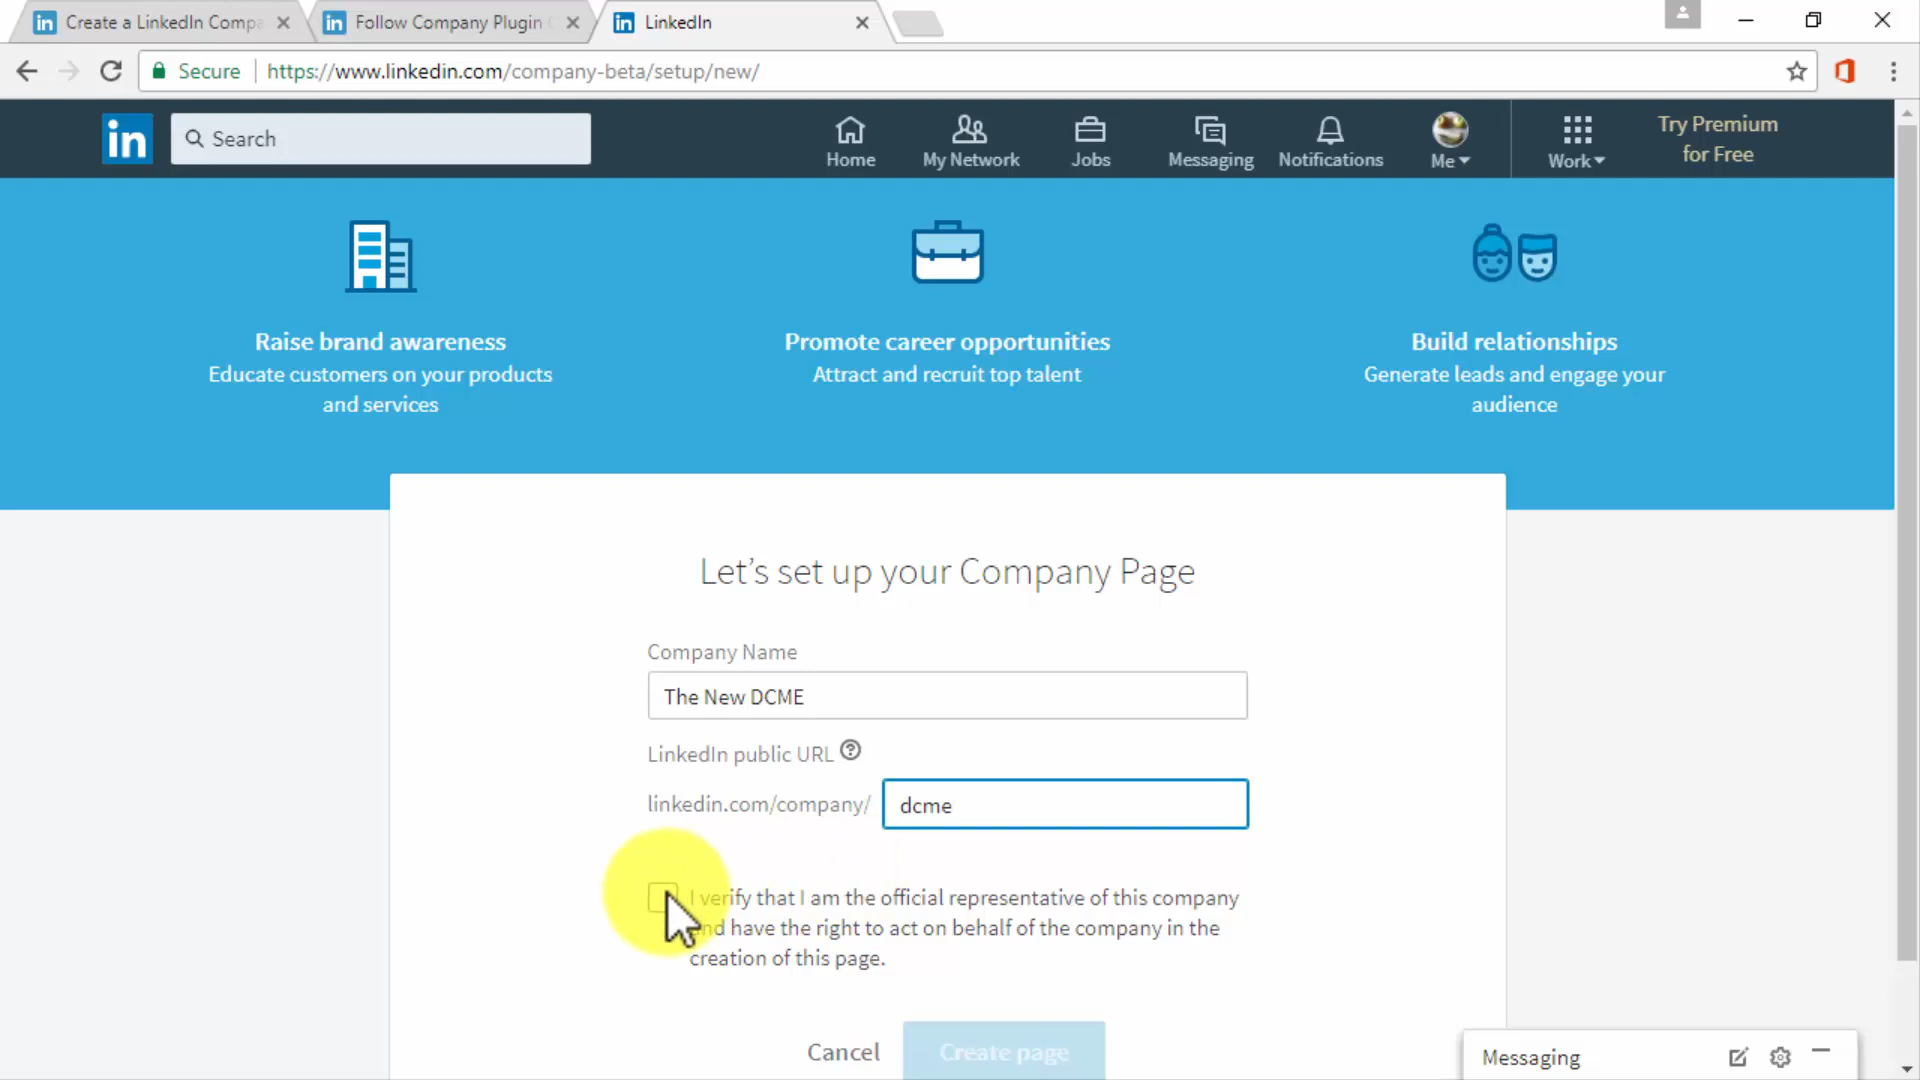 Create a LinkedIn Comp
Follow Company Plugin
LinkedIn
Secure
https://www.linkedin.com/company-beta/setup/new/
in
Search
Home
My Network
Jobs
Messaging
Notifications
Me
Work
Try Premium
for Free
Raise brand awareness
Educate customers on your products
and services
Promote career opportunities
Attract and recruit top talent
Build relationships
Generate leads and engage your
audience
Let’s set up your Company Page
Company Name
The New DCME
LinkedIn public URL
linkedin.com/company/
dcme
I verify that I am the official representative of this company
and have the right to act on behalf of the company in the
creation of this page.
Cancel
Create page
Messaging